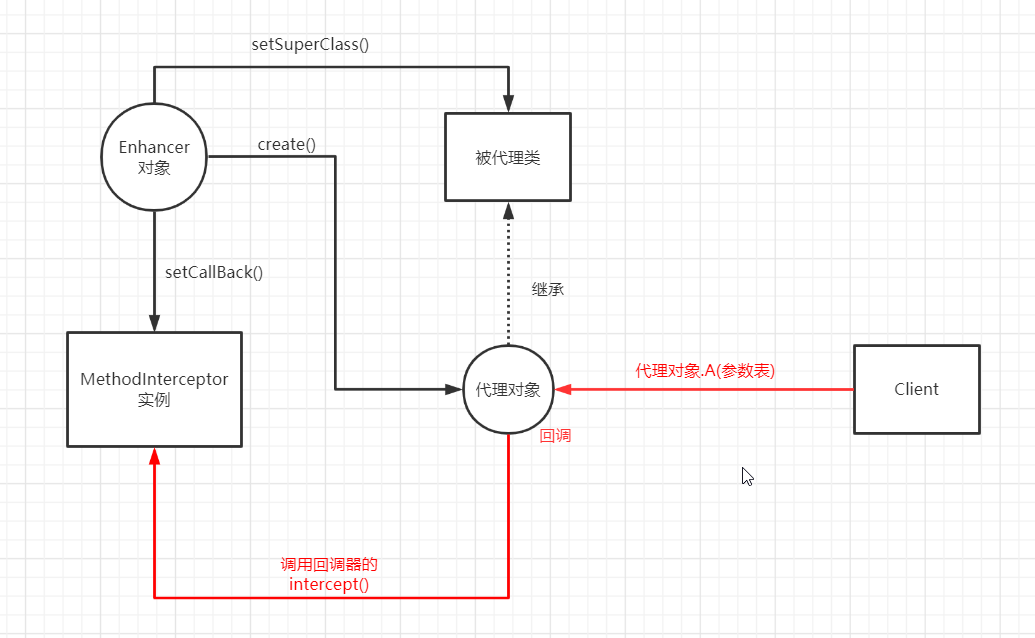 setSuperClass()
Enhancer
对象
create()
被代理类
setCallBack()
继承
MethodInterceptor
实例
代理对象
代理对象.A(参数表)
Client
回调
调用回调器的
intercept()